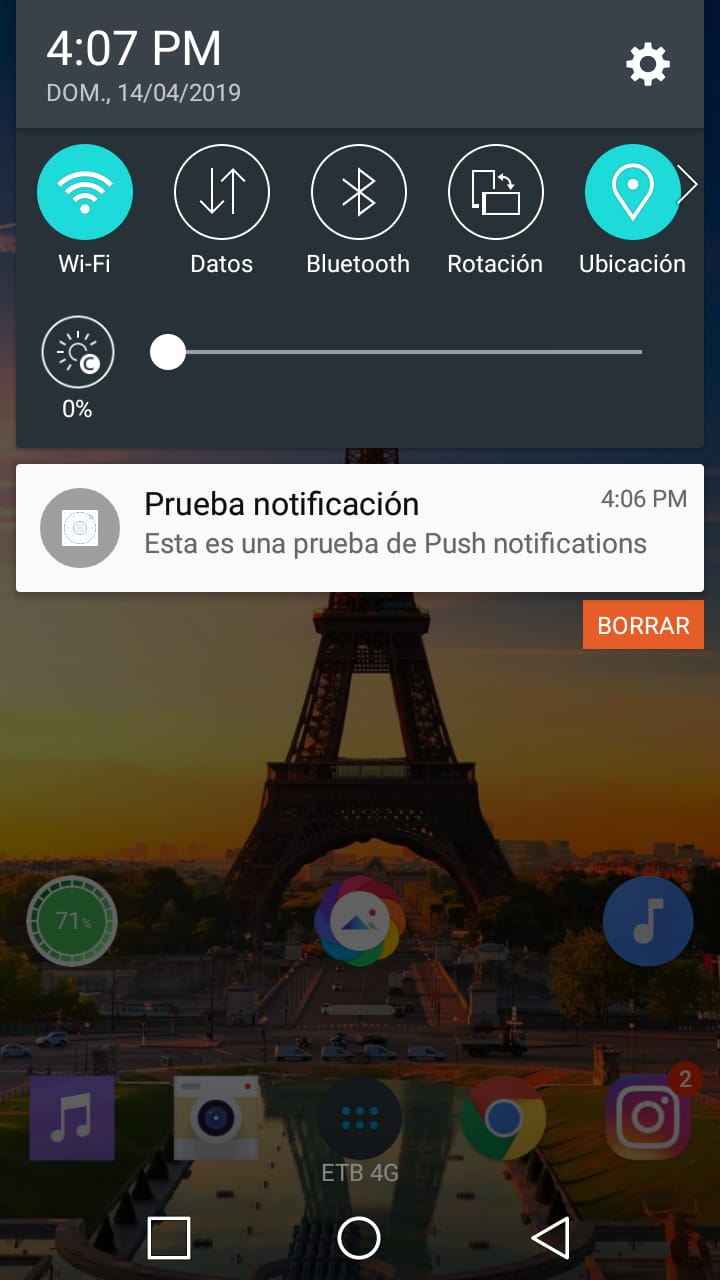 4:07 PM
DOM., 14/04/2019
Wi-Fi
Datos
Bluetooth
Rotación
Ubicación
C
0%
Prueba notificación
4:06 PM
Esta es una prueba de Push notifications
BORRAR
71%
2
ETB 4G